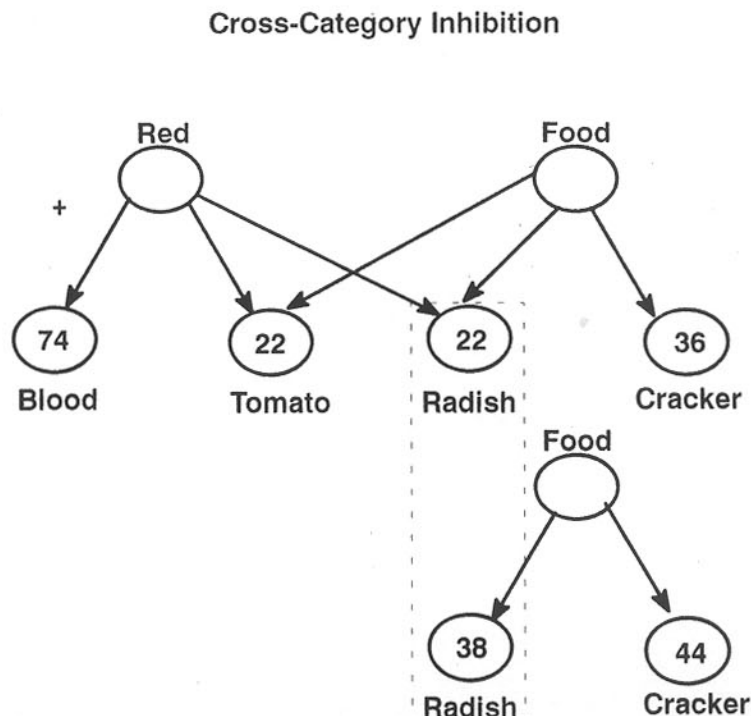 Cross-Category Inhibition
Red Food
+
74 22 22 36
Blood Tomato Radish Cracker
Food
38 44
Radish Cracker